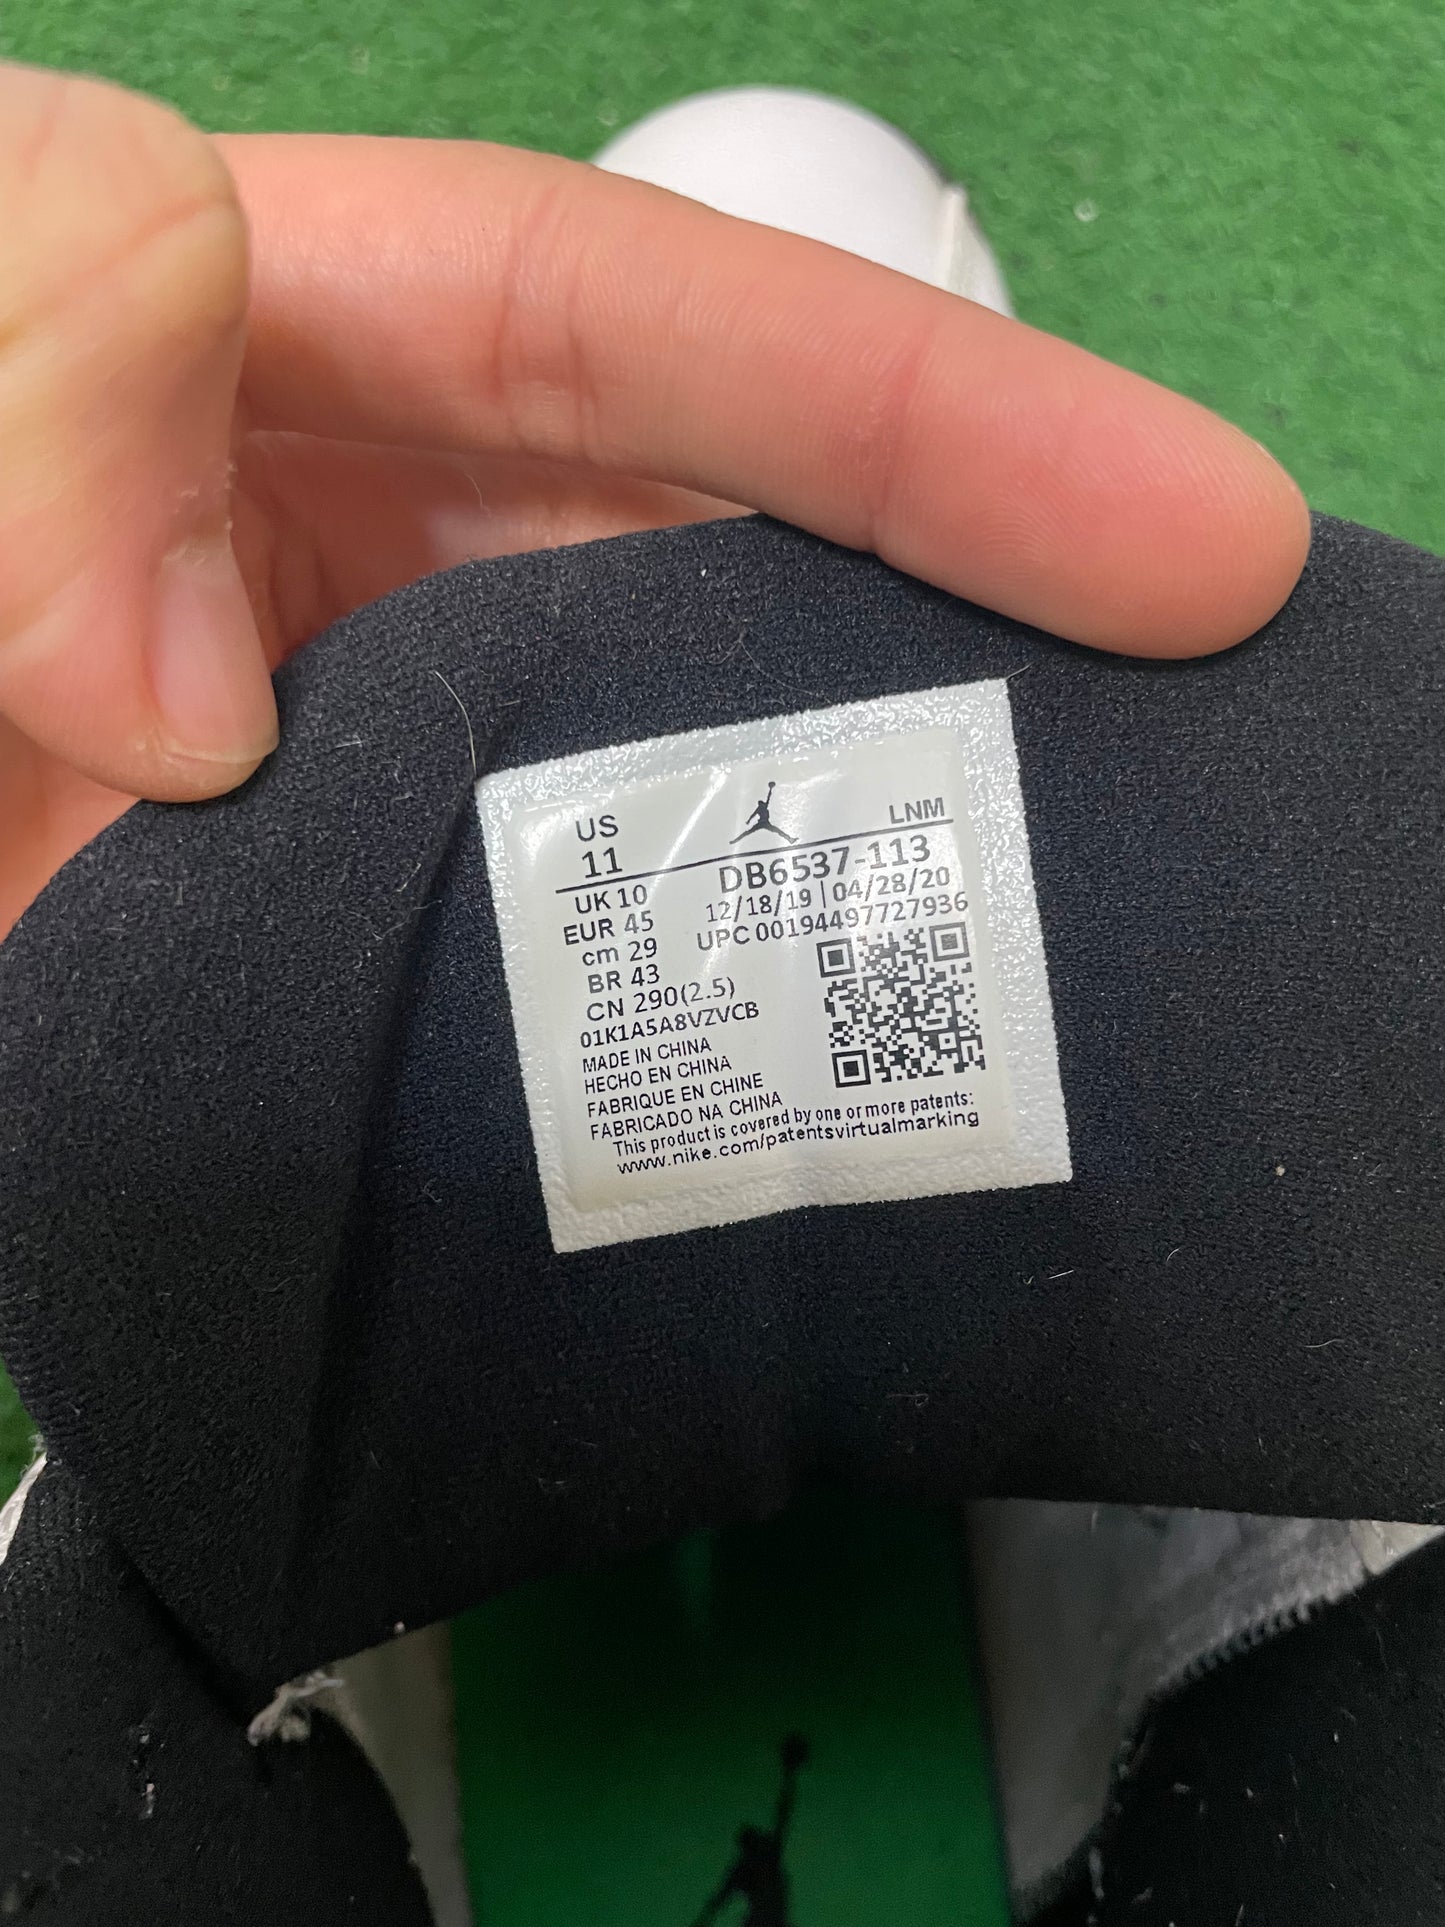 US
11
LNM
DB6537-113
UK 10
12/18/19 | 04/28/20
EUR 45
UPC 00194497727936
cm 29
BR 43
CN 290(2.5)
01K1A5A8VZVCB
MADE IN CHINA
HECHO EN CHINA
FABRIQUE EN CHINE
FABRICADO NA CHINA
This product is covered by one or more patents:
www.nike.com/patentsvirtualmarking